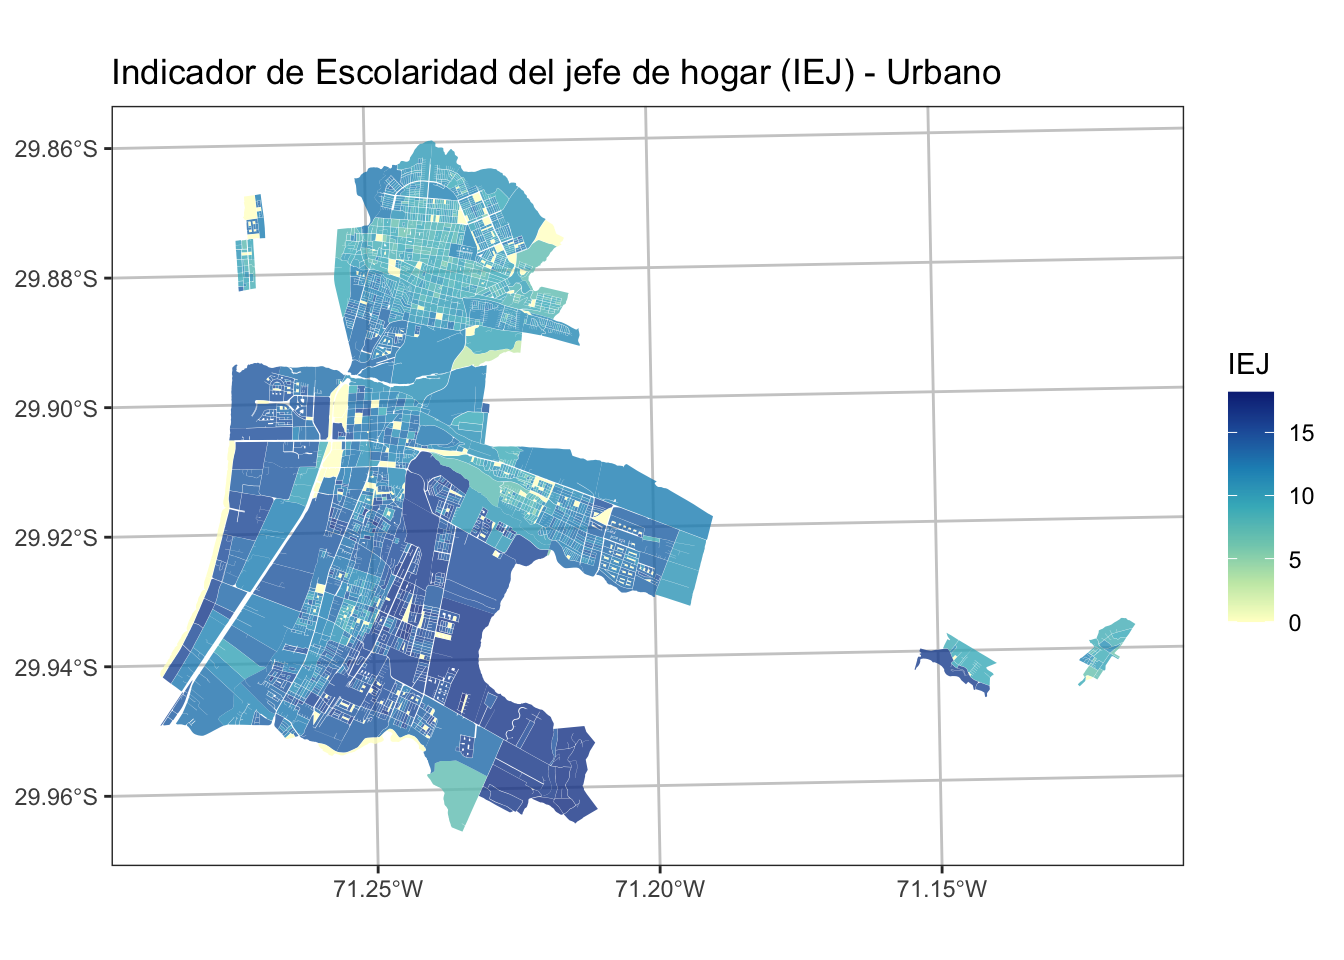 Indicador de Escolaridad del jefe de hogar (IEJ) - Urbano
29.86°S
29.88°S
29.90°S
29.92°S
29.94°S
29.96°S
71.25°W
71.20°W
71.15°W
IEJ
15
10
5
0